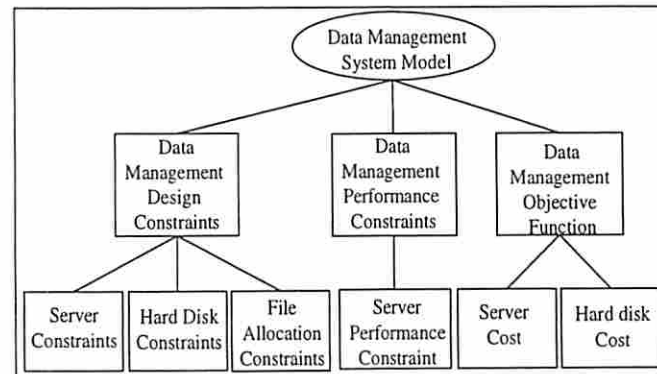 Data Management
System Model
Data
Management
Design
Constraints
Data
Management
Performance
Constraints
Data
Management
Objective
Function
Server
Constraints
Hard Disk
Constraints
File
Allocation
Constraints
Server
Performance
Constraint
Server
Cost
Hard disk
Cost